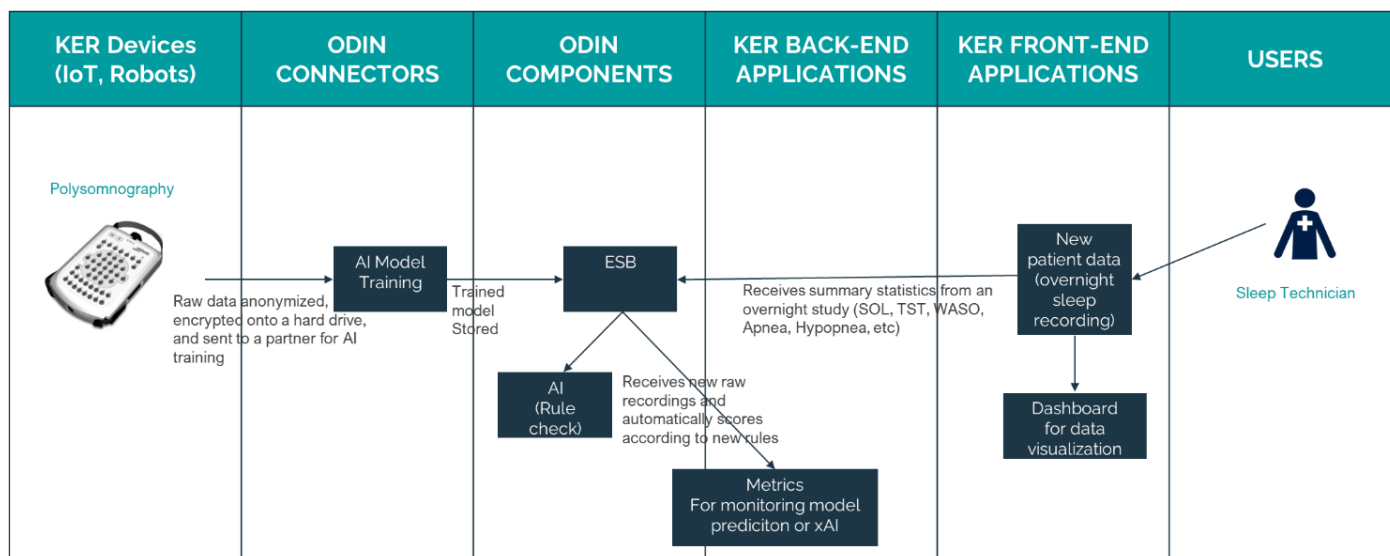 KER Devices
(IoT, Robots)
ODIN
CONNECTORS
ODIN
COMPONENTS
KER BACK-END
APPLICATIONS
KER FRONT-END
APPLICATIONS
USERS
Polysomnography
Raw data anonymized,
encrypted onto a hard drive,
and sent to a partner for AI
training
AI Model
Training
Trained
model
Stored
ESB
AI
(Rule
check)
Receives new raw
recordings and
automatically scores
according to new rules
Metrics
For monitoring model
prediciton or xAI
Receives summary statistics from an
overnight study (SOL, TST, WASO,
Apnea, Hypopnea, etc)
New
patient data
(overnight
sleep
recording)
Dashboard
for data
visualization
Sleep Technician